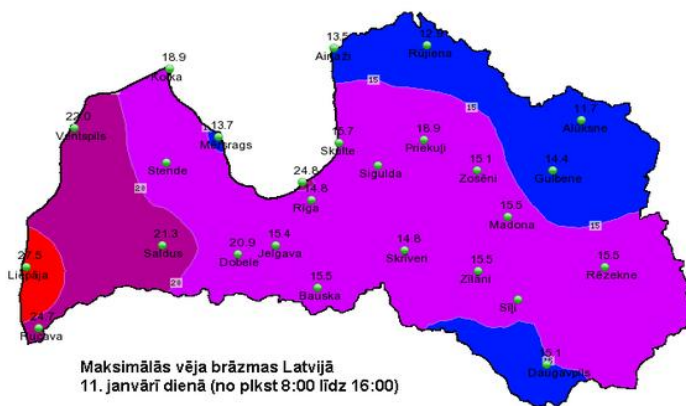 13.5
Ainaži
12.9
Rūjiena
18.9
Kolka
22.0
Ventspils
13.7
Mērsrags
15.7
Skulte
16.9
Priekuļi
11.7
Alūksne
Stende
Sigulda
15.1
Zosēni
14.4
Gulbene
24.8
14.8
Rīga
15.5
Madona
21.3
Saldus
20.9
Dobele
15.4
Jelgava
14.8
Skrīveri
15.5
Zīlāni
15.5
Rēzekne
27.5
Liepāja
15.5
Bauska
Sīļi
24.7
Rucava
15.1
Daugavpils
15
15
15
20
20
Maksimālās vēja brāzmas Latvijā
11. janvārī dienā (no plkst 8:00 līdz 16:00)